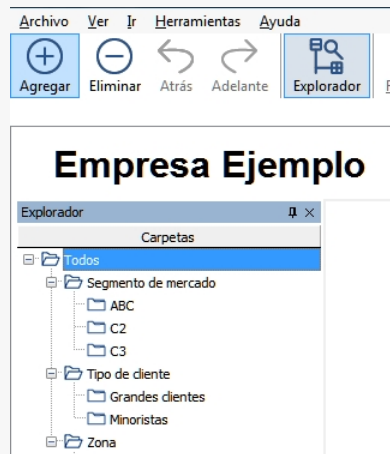 Archivo Ver Ir Herramientas Ayuda
Agregar Eliminar Atrás Adelante Explorador
Empresa Ejemplo
Explorador
Carpetas
Todos
Segmento de mercado
ABC
C2
C3
Tipo de cliente
Grandes clientes
Minoristas
Zona